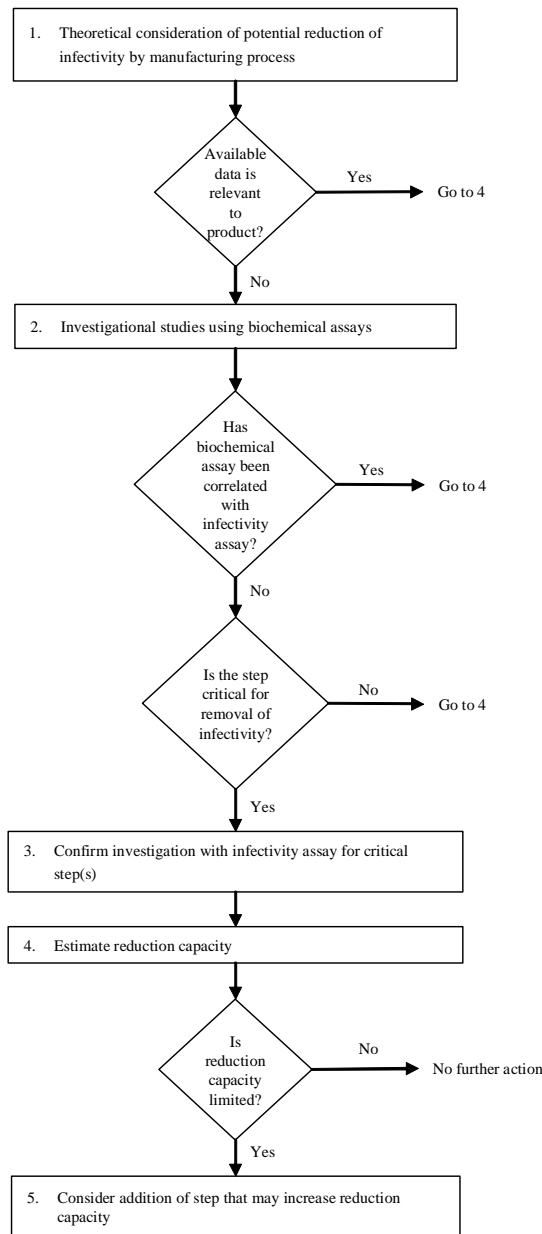 1. Theoretical consideration of potential reduction of
infectivity by manufacturing process
Available
data is
relevant
to
product?
Yes
Go to 4
No
2. Investigational studies using biochemical assays
Has
biochemical
assay been
correlated
with
infectivity
assay?
Yes
Go to 4
No
Is the step
critical for
removal of
infectivity?
No
Go to 4
Yes
3. Confirm investigation with infectivity assay for critical
step(s)
4. Estimate reduction capacity
Is
reduction
capacity
limited?
No
No further action
Yes
5. Consider addition of step that may increase reduction
capacity